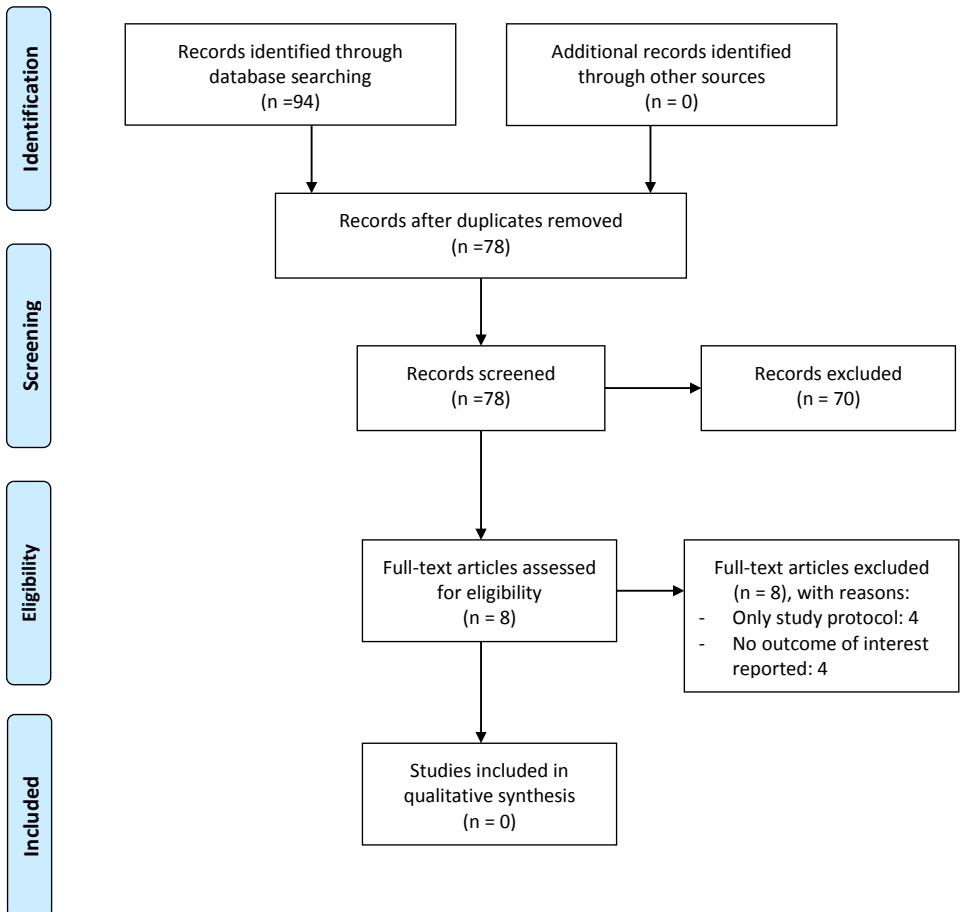 Identification
Records identified through
database searching
(n =94)
Additional records identified
through other sources
(n = 0)
Records after duplicates removed
(n =78)
Screening
Records screened
(n =78)
Records excluded
(n = 70)
Eligibility
Full-text articles assessed
for eligibility
(n = 8)
Full-text articles excluded
(n = 8), with reasons:
- Only study protocol: 4
- No outcome of interest
reported: 4
Included
Studies included in
qualitative synthesis
(n = 0)